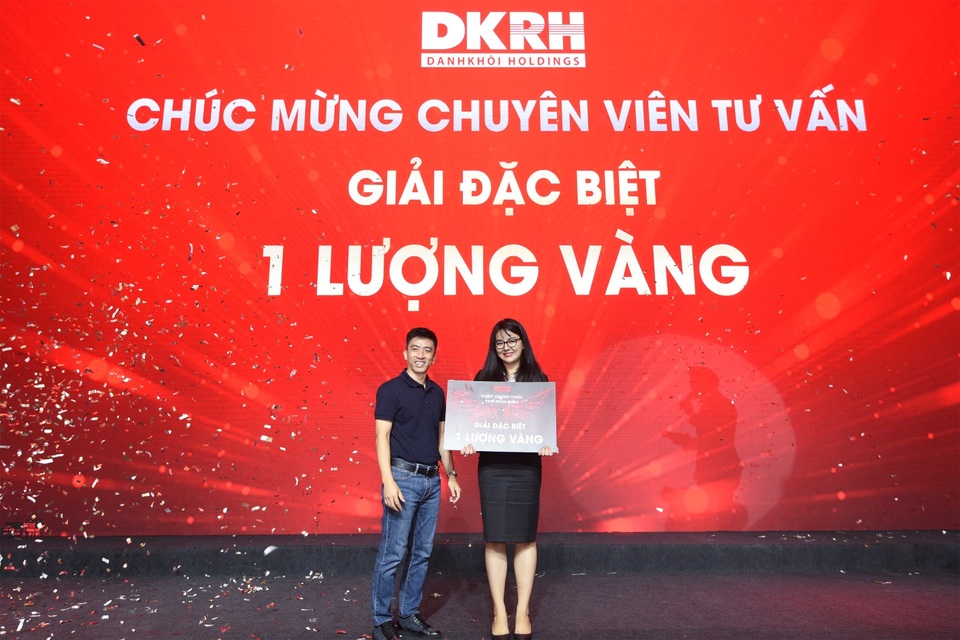 DKRH
DANHKHÔI HOLDINGS
CHÚC MỪNG CHUYÊN VIÊN TƯ VẤN
GIẢI ĐẶC BIỆT
1 LƯỢNG VÀNG
GIẢI ĐẶC BIỆT
1 LƯỢNG VÀNG